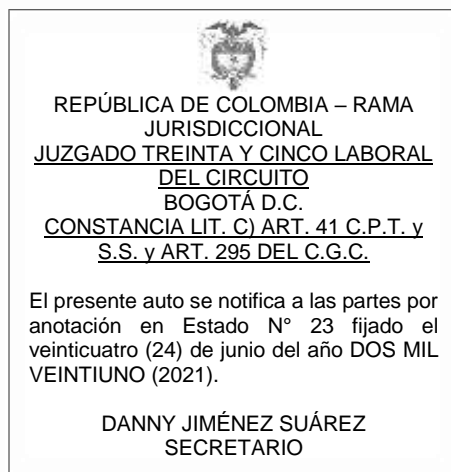 REPÚBLICA DE COLOMBIA – RAMA
JURISDICCIONAL
JUZGADO TREINTA Y CINCO LABORAL
DEL CIRCUITO
BOGOTÁ D.C.
CONSTANCIA LIT. C) ART. 41 C.P.T. y
S.S. y ART. 295 DEL C.G.C.
El presente auto se notifica a las partes por
anotación en Estado N° 23 fijado el
veinticuatro (24) de junio del año DOS MIL
VEINTIUNO (2021).
DANNY JIMÉNEZ SUÁREZ
SECRETARIO